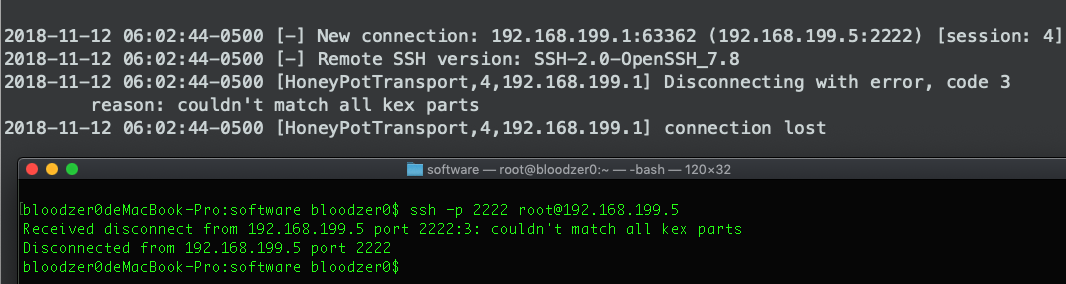 2018-11-12 06:02:44-0500 [-] New connection: 192.168.199.1:63362 (192.168.199.5:2222) [session: 4]
2018-11-12 06:02:44-0500 [-] Remote SSH version: SSH-2.0-OpenSSH_7.8
2018-11-12 06:02:44-0500 [HoneyPotTransport,4,192.168.199.1] Disconnecting with error, code 3
reason: couldn't match all kex parts
2018-11-12 06:02:44-0500 [HoneyPotTransport,4,192.168.199.1] connection lost
software — root@bloodzer0:~ — -bash — 120×32
[bloodzer0deMacBook-Pro:software bloodzer0$ ssh -p 2222 root@192.168.199.5
Received disconnect from 192.168.199.5 port 2222:3: couldn't match all kex parts
Disconnected from 192.168.199.5 port 2222
bloodzer0deMacBook-Pro:software bloodzer0$